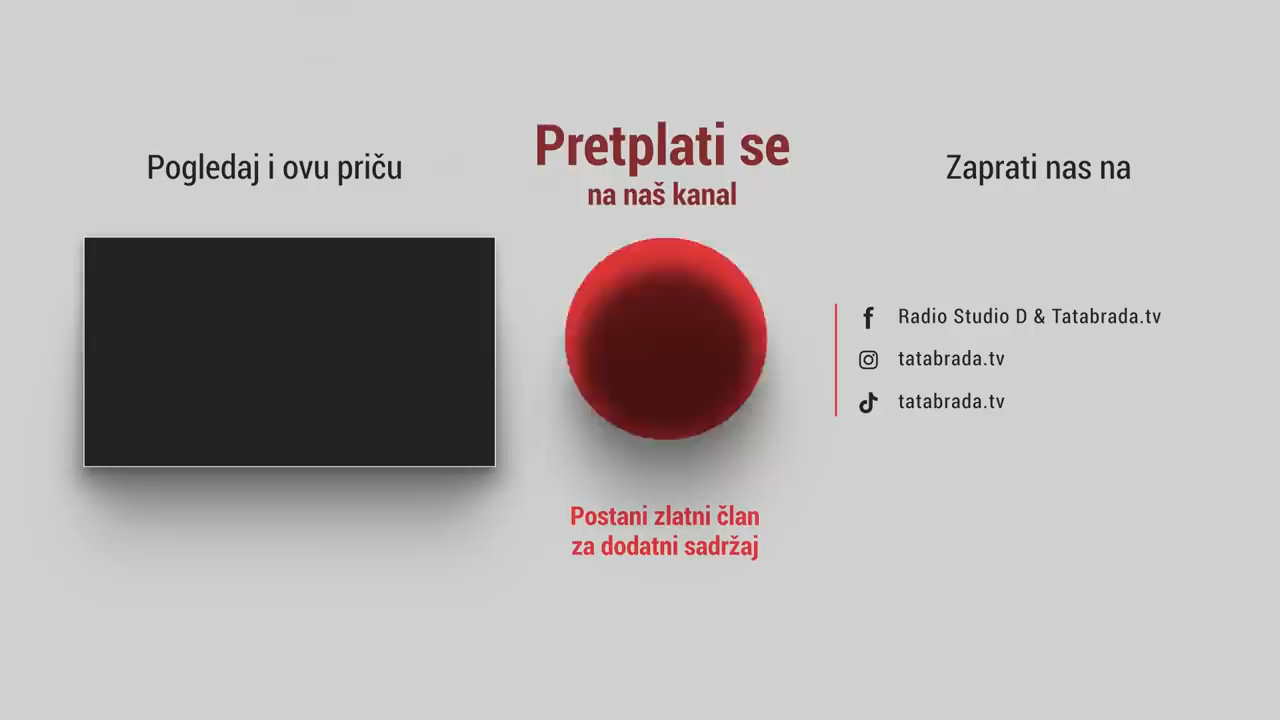 Pogledaj i ovu priču
Pretplati se
na naš kanal
Postani zlatni član
za dodatni sadržaj
Zaprati nas na
Radio Studio D & Tatabrada.tv
tatabrada.tv
tatabrada.tv